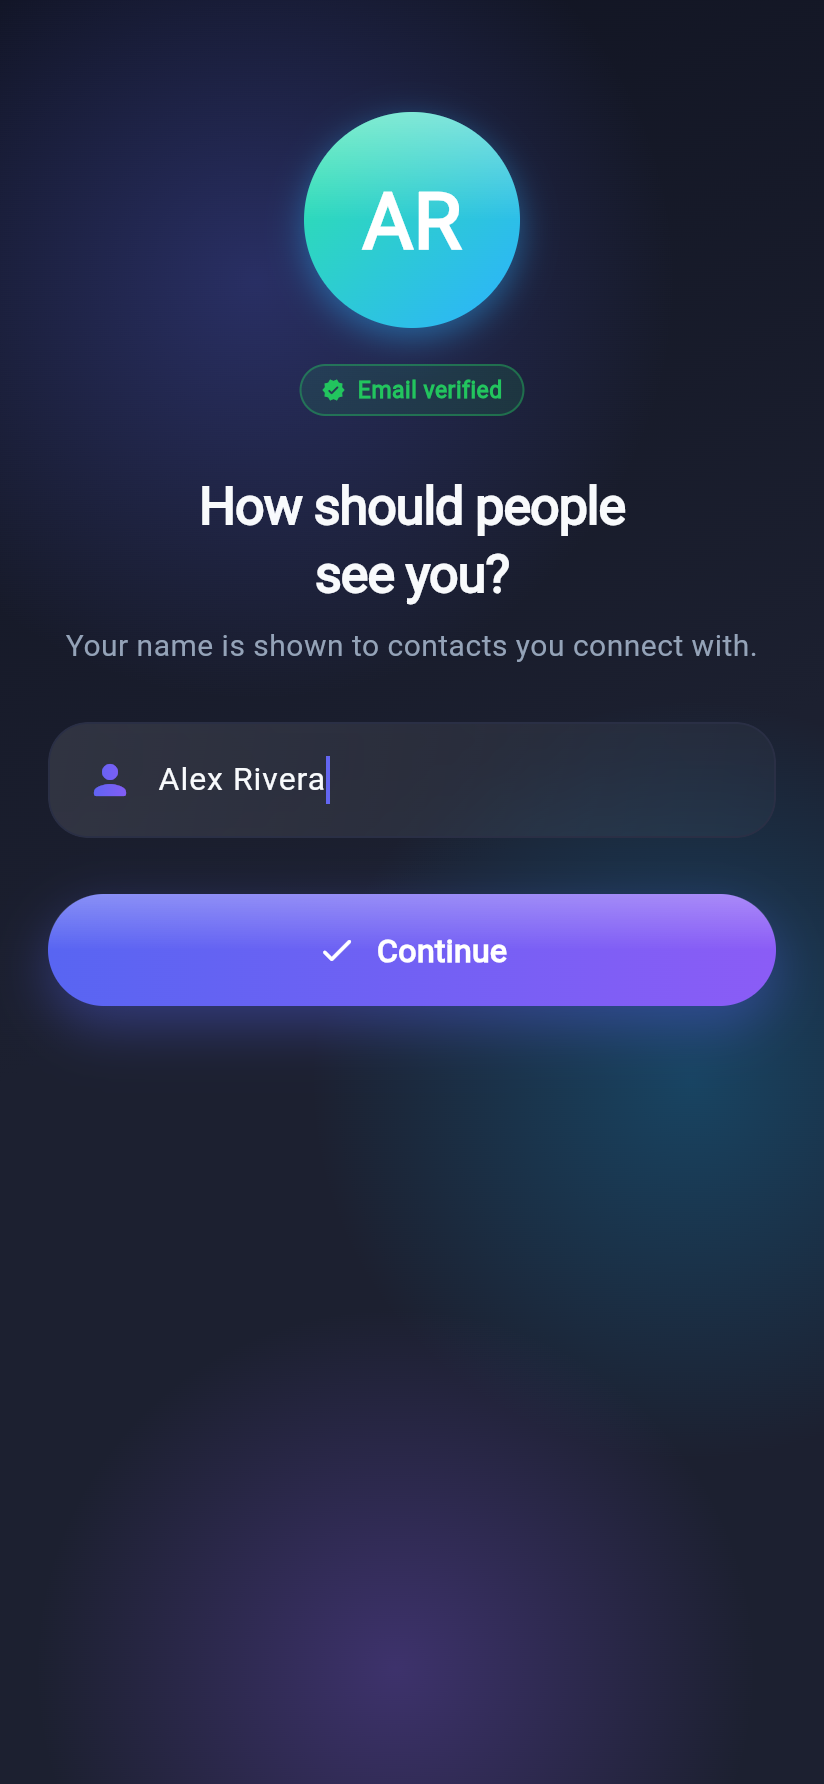 AR
Email verified
How should people
see you?
Your name is shown to contacts you connect with.
Alex Rivera
Continue